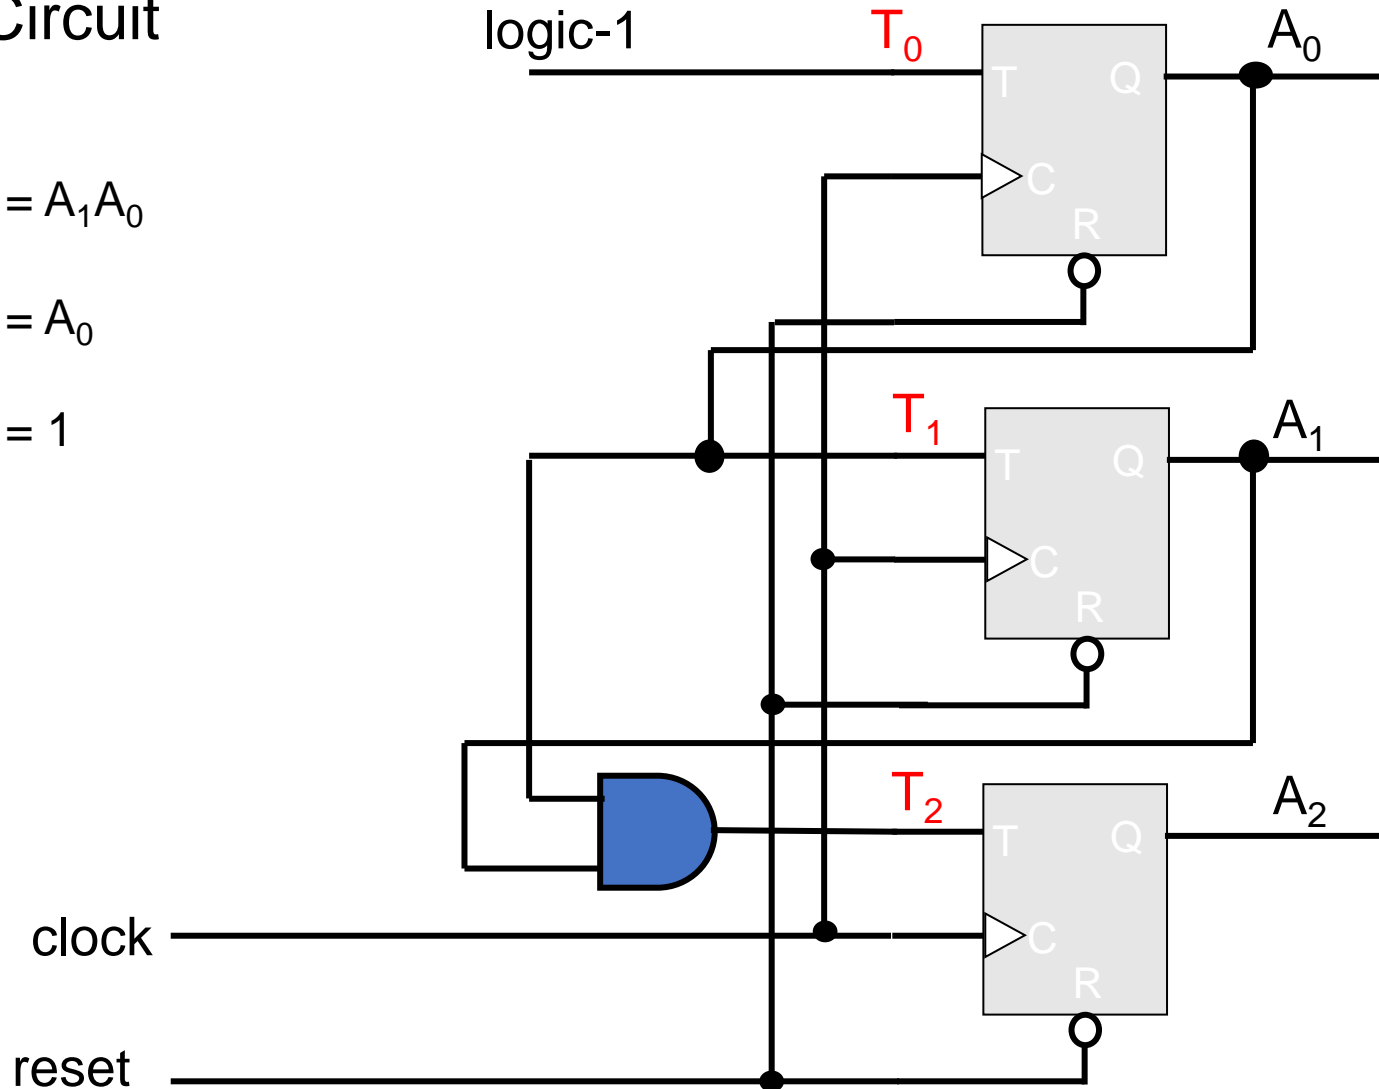 Circuit
logic-1
T₀
A₀
T
Q
C
R
= A₁A₀
= A₀
= 1
T₁
A₁
T
Q
C
R
T₂
A₂
T
Q
C
R
clock
reset